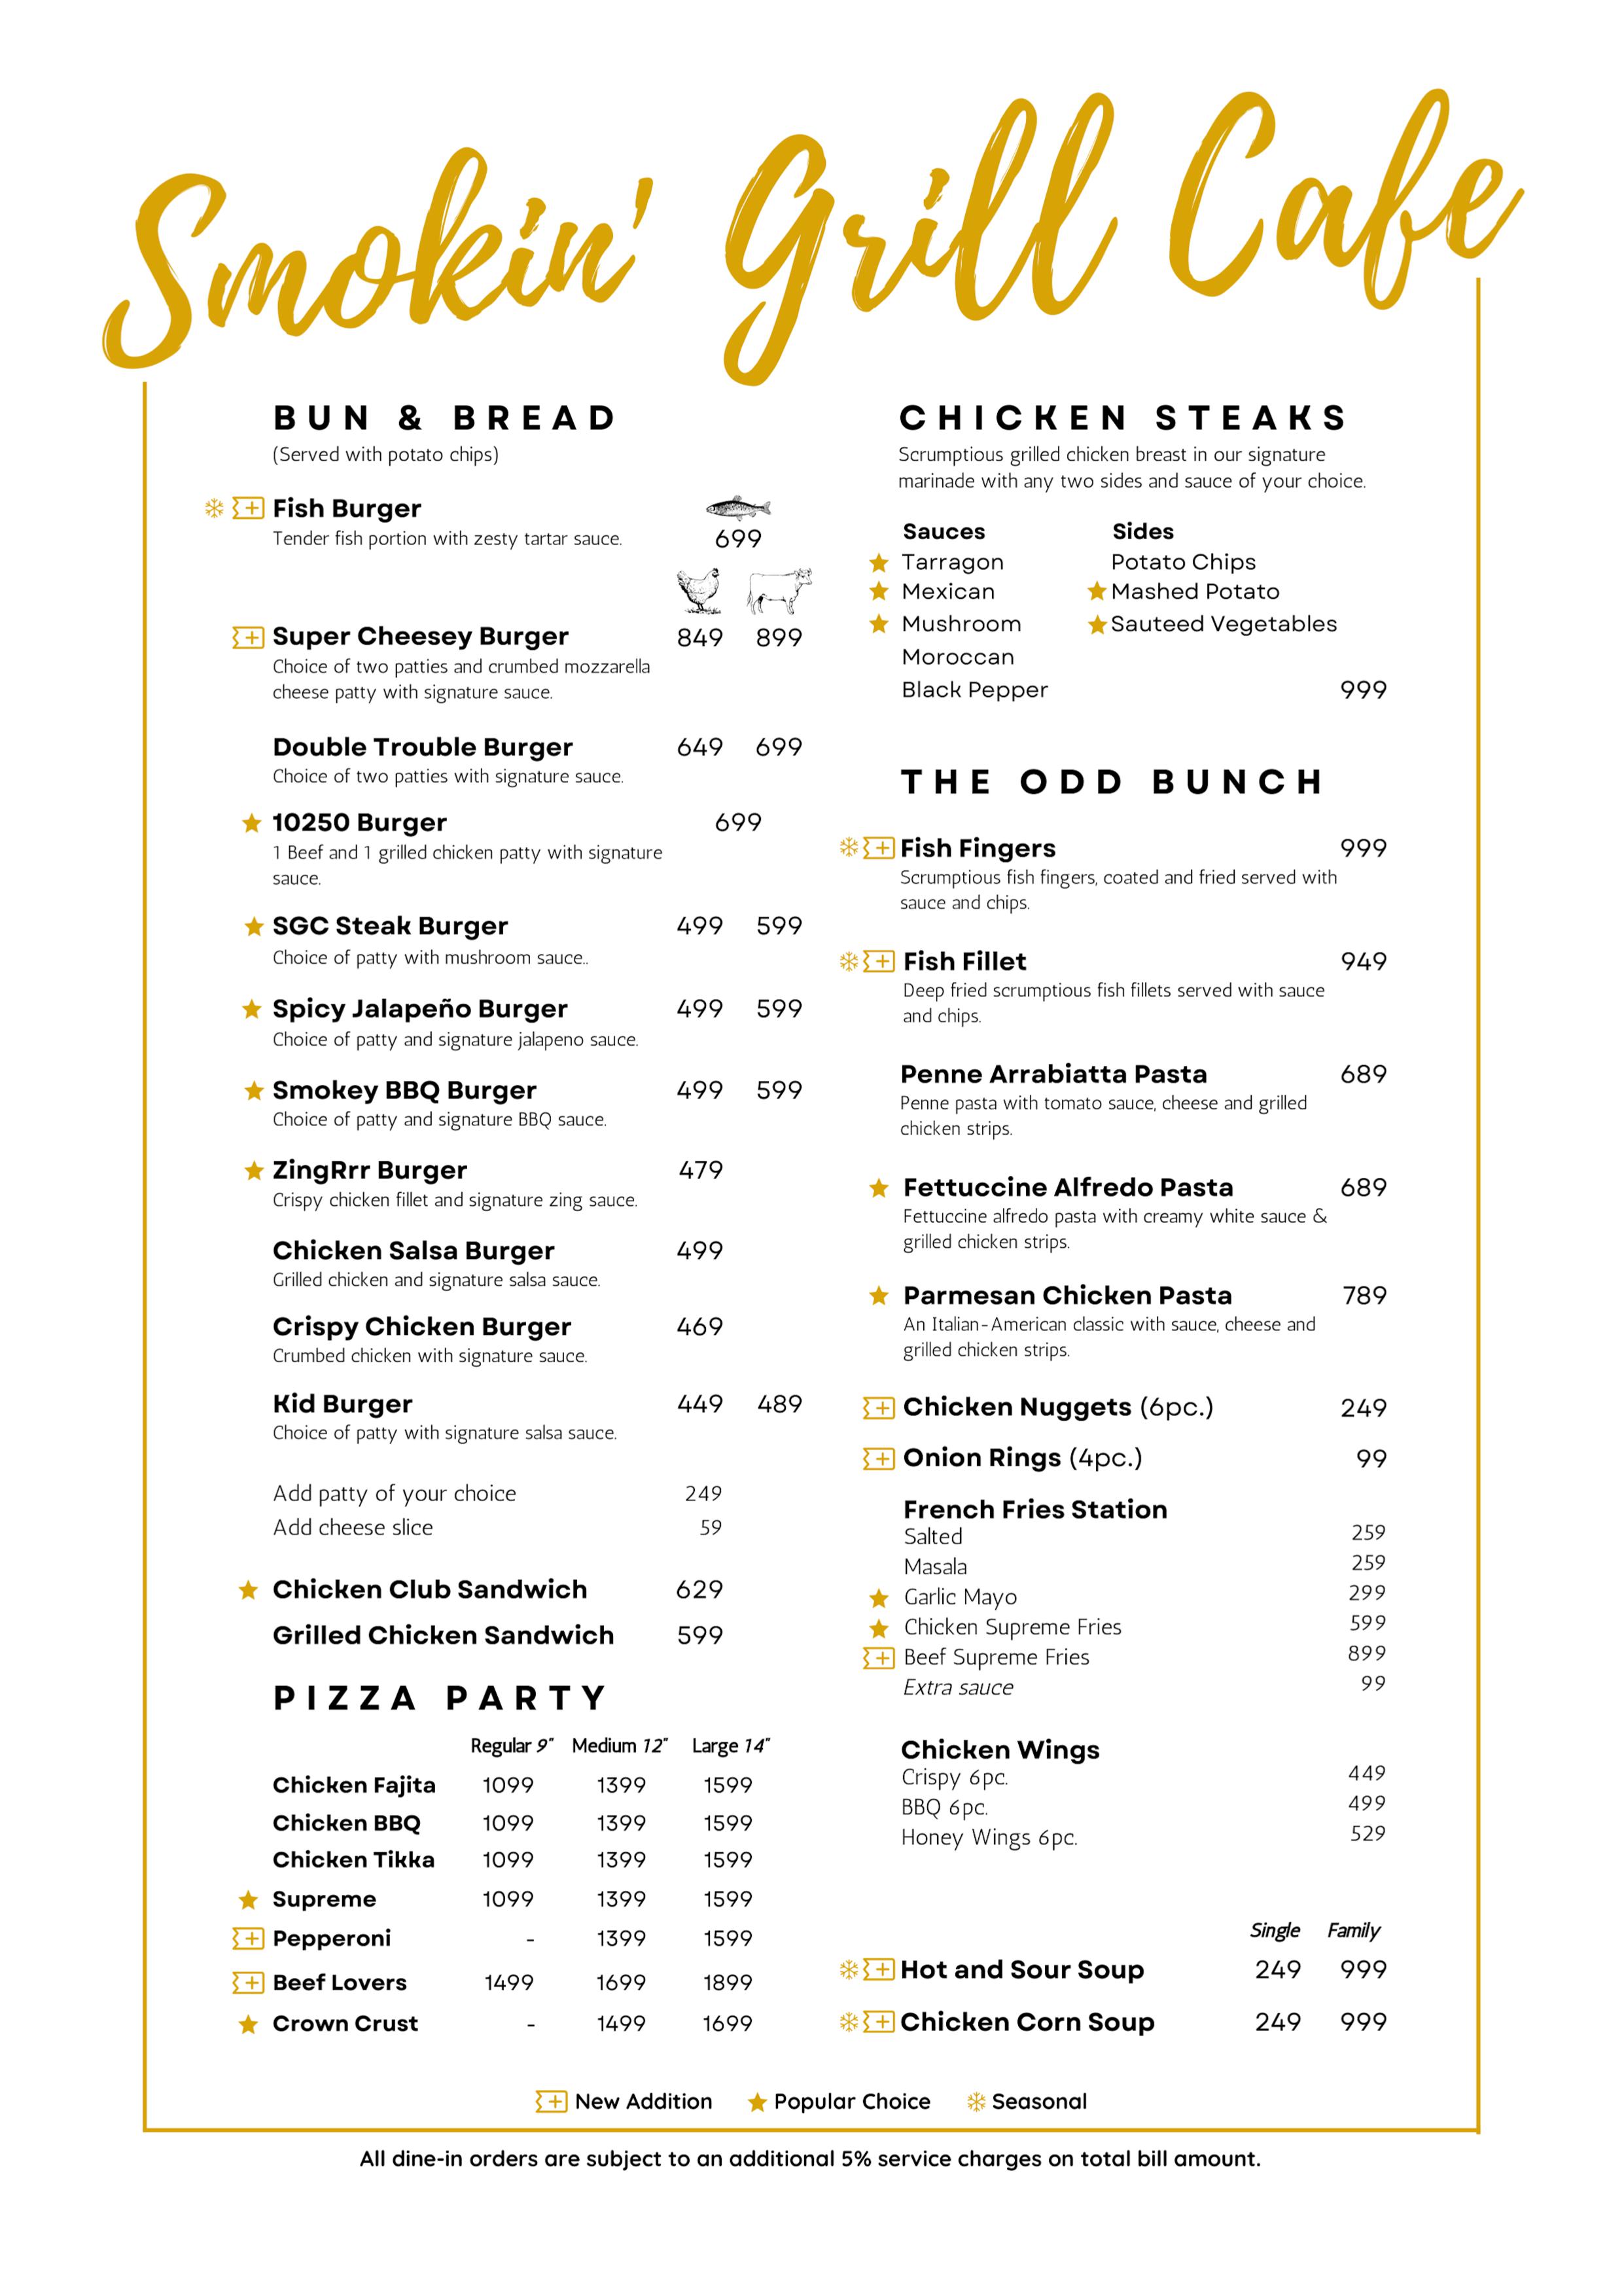 Smokin' Grill Cafe
BUN & BREAD
(Served with potato chips)
Fish Burger
Tender fish portion with zesty tartar sauce. 699
Super Cheesey Burger 849 899
Choice of two patties and crumbed mozzarella
cheese patty with signature sauce.
Double Trouble Burger 649 699
Choice of two patties with signature sauce.
10250 Burger 699
1 Beef and 1 grilled chicken patty with signature
sauce.
SGC Steak Burger 499 599
Choice of patty with mushroom sauce..
Spicy Jalapeño Burger 499 599
Choice of patty and signature jalapeno sauce.
Smokey BBQ Burger 499 599
Choice of patty and signature BBQ sauce.
ZingRrr Burger 479
Crispy chicken fillet and signature zing sauce.
Chicken Salsa Burger 499
Grilled chicken and signature salsa sauce.
Crispy Chicken Burger 469
Crumbed chicken with signature sauce.
Kid Burger 449 489
Choice of patty with signature salsa sauce.
Add patty of your choice 249
Add cheese slice 59
Chicken Club Sandwich 629
Grilled Chicken Sandwich 599
PIZZA PARTY
Regular 9" Medium 12" Large 14"
Chicken Fajita 1099 1399 1599
Chicken BBQ 1099 1399 1599
Chicken Tikka 1099 1399 1599
Supreme 1099 1399 1599
Pepperoni - 1399 1599
Beef Lovers 1499 1699 1899
Crown Crust - 1499 1699
CHICKEN STEAKS
Scrumptious grilled chicken breast in our signature
marinade with any two sides and sauce of your choice.
Sauces Sides
Tarragon Potato Chips
Mexican Mashed Potato
Mushroom Sauteed Vegetables
Moroccan
Black Pepper 999
THE ODD BUNCH
Fish Fingers 999
Scrumptious fish fingers, coated and fried served with
sauce and chips.
Fish Fillet 949
Deep fried scrumptious fish fillets served with sauce
and chips.
Penne Arrabiatta Pasta 689
Penne pasta with tomato sauce, cheese and grilled
chicken strips.
Fettuccine Alfredo Pasta 689
Fettuccine alfredo pasta with creamy white sauce &
grilled chicken strips.
Parmesan Chicken Pasta 789
An Italian-American classic with sauce, cheese and
grilled chicken strips.
Chicken Nuggets (6pc.) 249
Onion Rings (4pc.) 99
French Fries Station
Salted 259
Masala 259
Garlic Mayo 299
Chicken Supreme Fries 599
Beef Supreme Fries 899
Extra sauce 99
Chicken Wings
Crispy 6pc. 449
BBQ 6pc. 499
Honey Wings 6pc. 529
Single Family
Hot and Sour Soup 249 999
Chicken Corn Soup 249 999
New Addition Popular Choice Seasonal
All dine-in orders are subject to an additional 5% service charges on total bill amount.